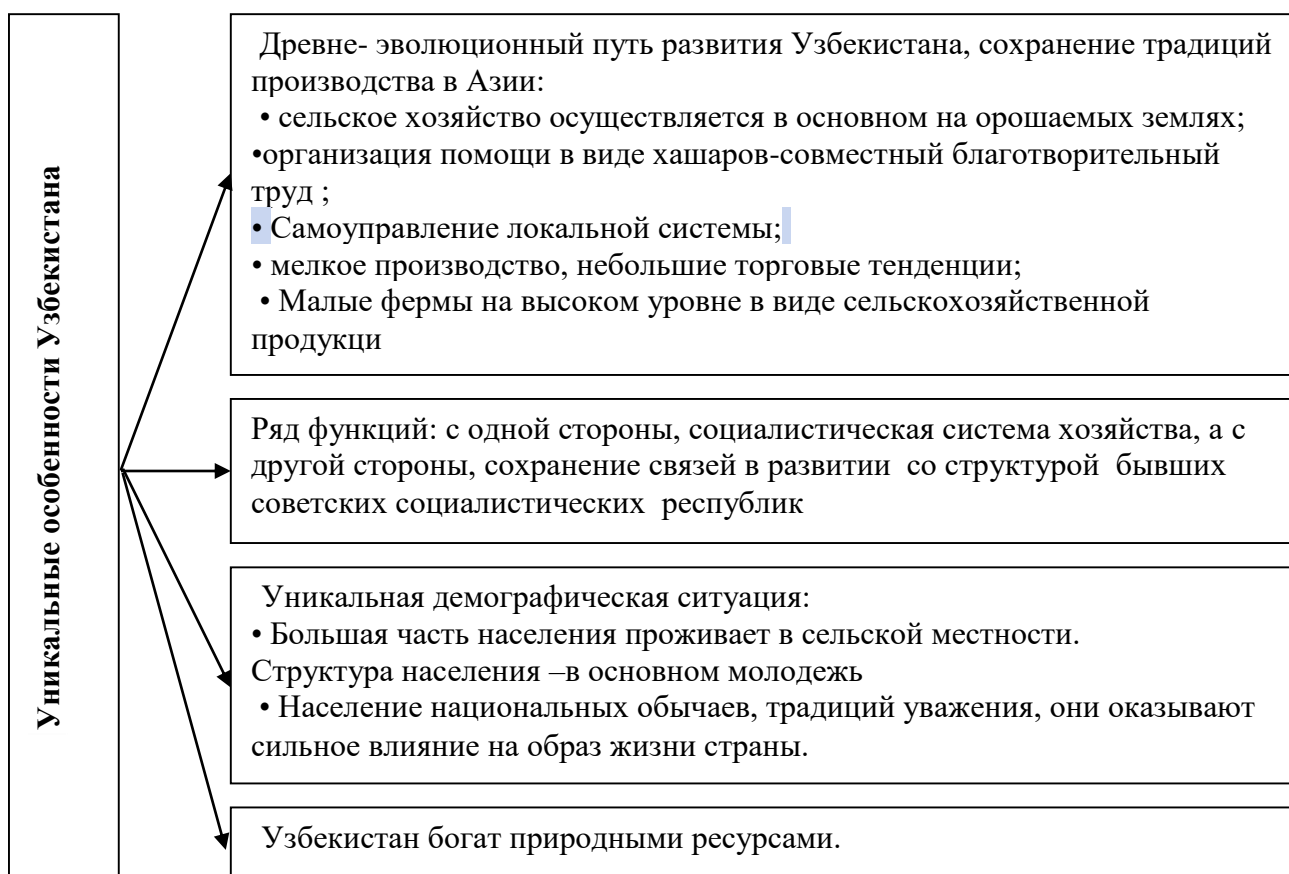 Уникальные особенности Узбекистана
Древне- эволюционный путь развития Узбекистана, сохранение традиций
производства в Азии:
• сельское хозяйство осуществляется в основном на орошаемых землях;
•организация помощи в виде хашаров-совместный благотворительный
труд ;
• Самоуправление локальной системы;
• мелкое производство, небольшие торговые тенденции;
• Малые фермы на высоком уровне в виде сельскохозяйственной
продукци
Ряд функций: с одной стороны, социалистическая система хозяйства, а с
другой стороны, сохранение связей в развитии со структурой бывших
советских социалистических республик
Уникальная демографическая ситуация:
• Большая часть населения проживает в сельской местности.
Структура населения –в основном молодежь
• Население национальных обычаев, традиций уважения, они оказывают
сильное влияние на образ жизни страны.
Узбекистан богат природными ресурсами.